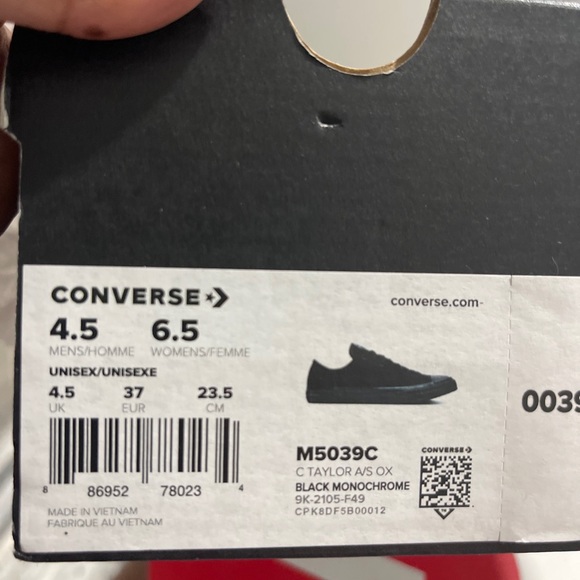 CONVERSE
converse.com
4.5 6.5
MENS/HOMME WOMENS/FEMME
UNISEX/UNISEXE
4.5 37 23.5
UK EUR CM
8 86952 78023 4
MADE IN VIETNAM
FABRIQUE AU VIETNAM
M5039C
C TAYLOR A/S OX
BLACK MONOCHROME
9K-2105-F49
CPK8DF5B00012
CONVERSE
0039